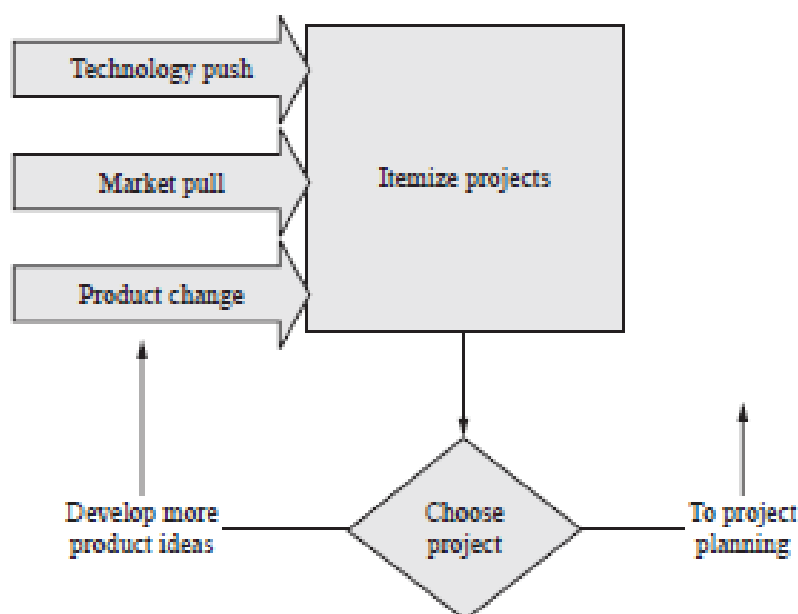 Technology push
Market pull
Itemize projects
Product change
Develop more
product ideas
Choose
project
To project
planning